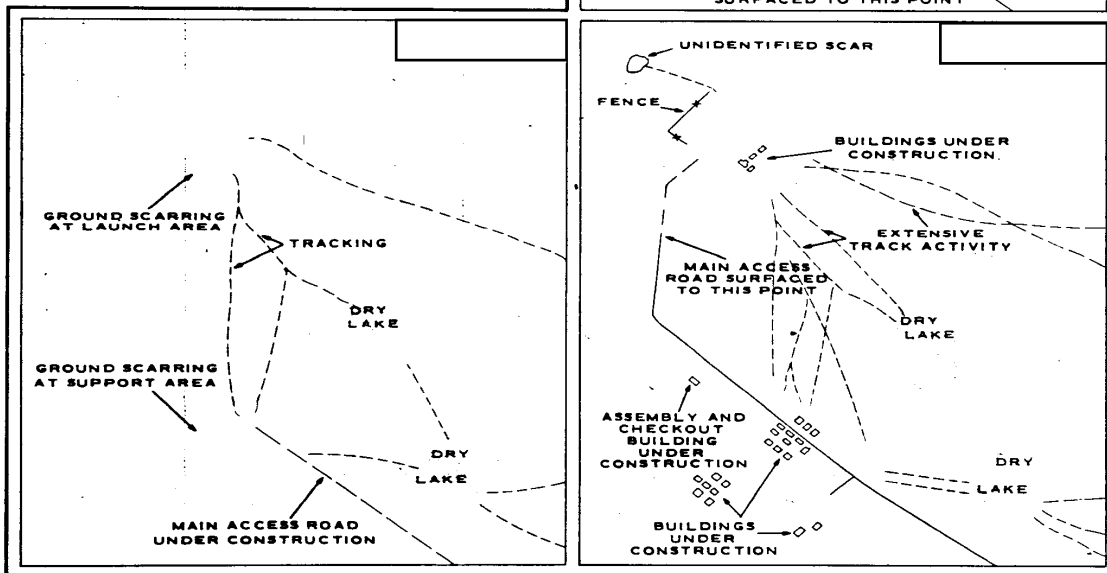 SURFACED TO THIS POINT
GROUND SCARRING
AT LAUNCH AREA
TRACKING
DRY
LAKE
GROUND SCARRING
AT SUPPORT AREA
DRY
LAKE
MAIN ACCESS ROAD
UNDER CONSTRUCTION
UNIDENTIFIED SCAR
FENCE
BUILDINGS UNDER
CONSTRUCTION.
EXTENSIVE
TRACK ACTIVITY
MAIN ACCESS
ROAD SURFACED
TO THIS POINT
DRY
LAKE
ASSEMBLY AND
CHECKOUT
BUILDING
UNDER
CONSTRUCTION
DRY
LAKE
BUILDINGS
UNDER
CONSTRUCTION